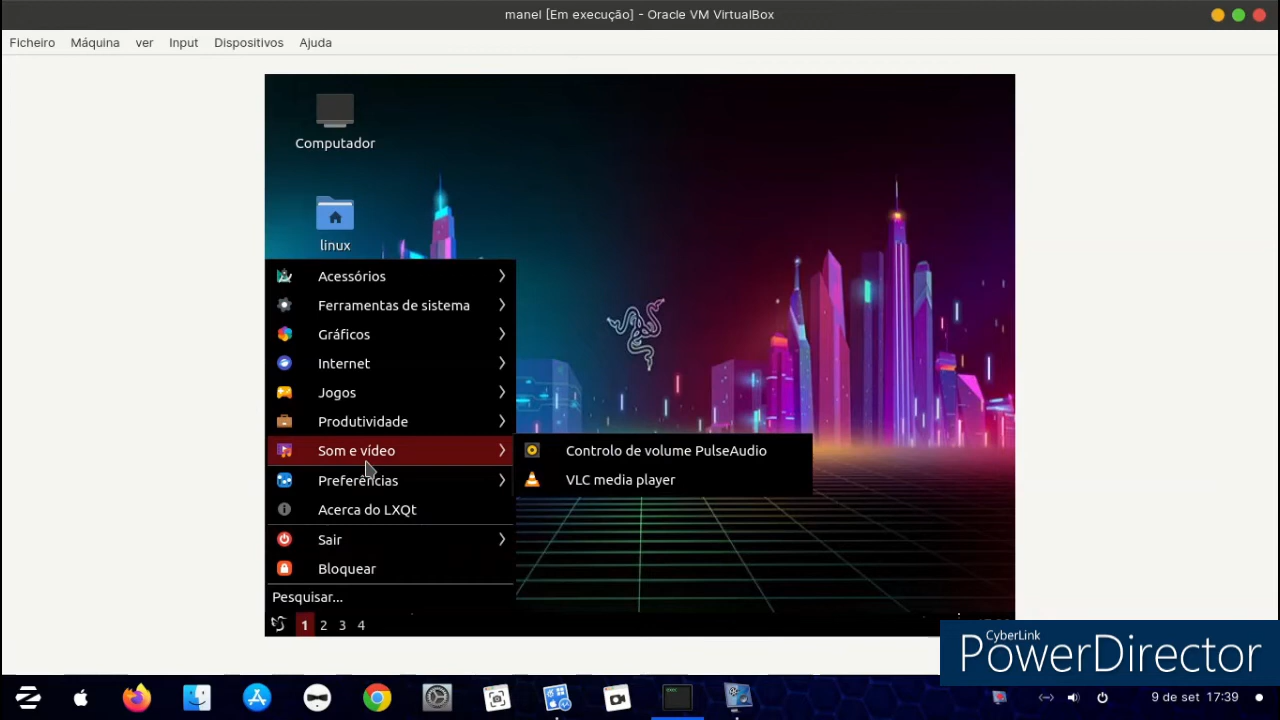 manel [Em execução] - Oracle VM VirtualBox
Ficheiro Máquina ver Input Dispositivos Ajuda
Computador
linux
Acessórios
Ferramentas de sistema
Gráficos
Internet
Jogos
Produtividade
Som e vídeo
Controlo de volume PulseAudio
VLC media player
Preferências
Acerca do LXQt
Sair
Bloquear
Pesquisar...
1 2 3 4
CyberLink
PowerDirector
9 de set 17:39